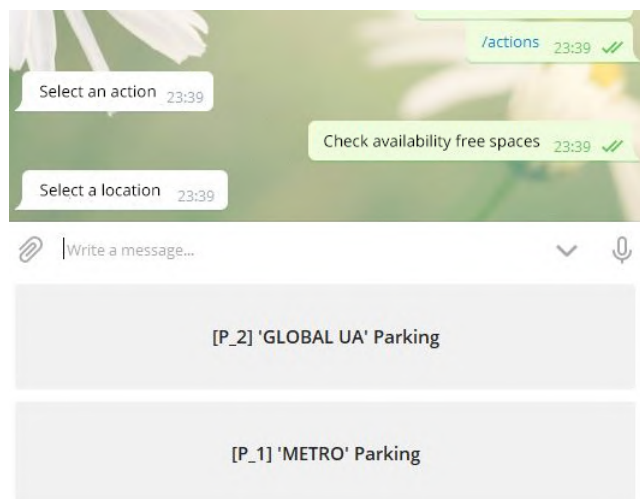 /actions 23:39
Select an action 23:39
Check availability free spaces 23:39
Select a location 23:39
Write a message...
[P_2] 'GLOBAL UA' Parking
[P_1] 'METRO' Parking